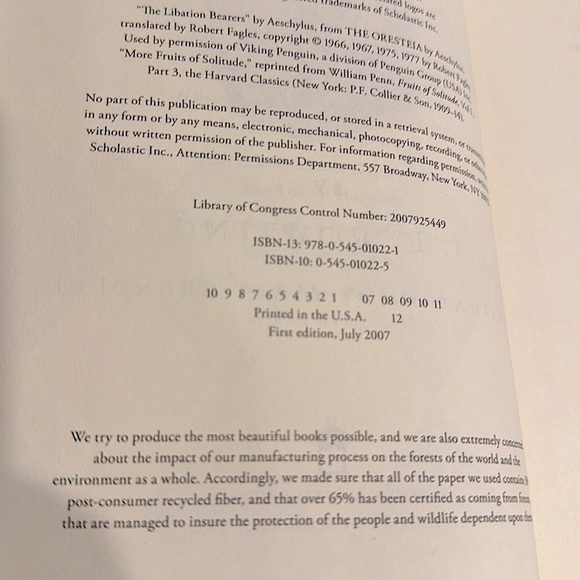 logos are
trademarks of Scholastic Inc.
"The Libation Bearers" by Aeschylus, from THE ORESTEIA by Aeschylus,
translated by Robert Fagles, copyright © 1966, 1967, 1975, 1977 by Robert Fagles.
Used by permission of Viking Penguin, a division of Penguin Group (USA) Inc.
"More Fruits of Solitude," reprinted from William Penn, Fruits of Solitude, Vol. I,
Part 3, the Harvard Classics (New York: P.F. Collier & Son, 1909–14).
No part of this publication may be reproduced, or stored in a retrieval system, or
in any form or by any means, electronic, mechanical, photocopying, recording, or
without written permission of the publisher. For information regarding permission,
Scholastic Inc., Attention: Permissions Department, 557 Broadway, New York, NY
Library of Congress Control Number: 2007925449
ISBN-13: 978-0-545-01022-1
ISBN-10: 0-545-01022-5
10 9 8 7 6 5 4 3 2 1 07 08 09 10 11
Printed in the U.S.A. 12
First edition, July 2007
We try to produce the most beautiful books possible, and we are also extremely
about the impact of our manufacturing process on the forests of the world and the
environment as a whole. Accordingly, we made sure that all of the paper we used contains
post-consumer recycled fiber, and that over 65% has been certified as coming from
that are managed to insure the protection of the people and wildlife dependent upon